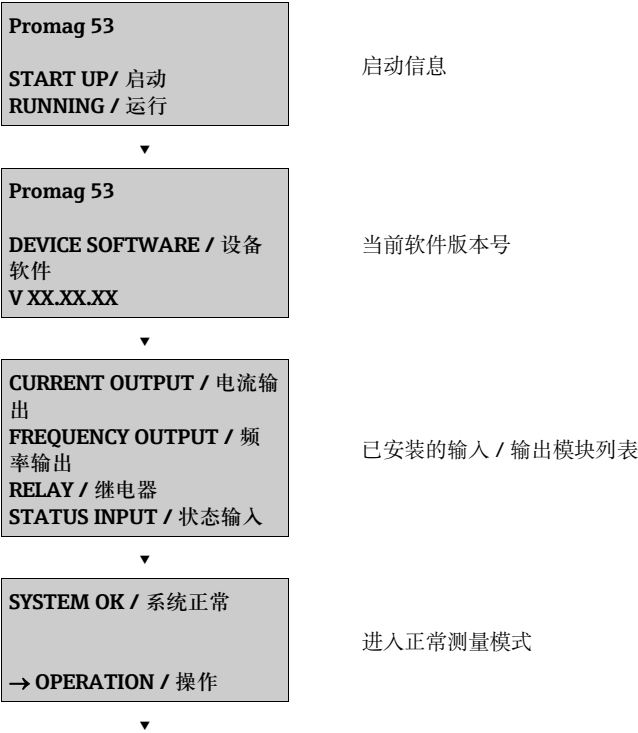 Promag 53
START UP/ 启动
RUNNING / 运行
启动信息
▼
Promag 53
DEVICE SOFTWARE / 设备
软件
V XX.XX.XX
当前软件版本号
▼
CURRENT OUTPUT / 电流输
出
FREQUENCY OUTPUT / 频
率输出
RELAY / 继电器
STATUS INPUT / 状态输入
已安装的输入 / 输出模块列表
▼
SYSTEM OK / 系统正常
→ OPERATION / 操作
进入正常测量模式
▼